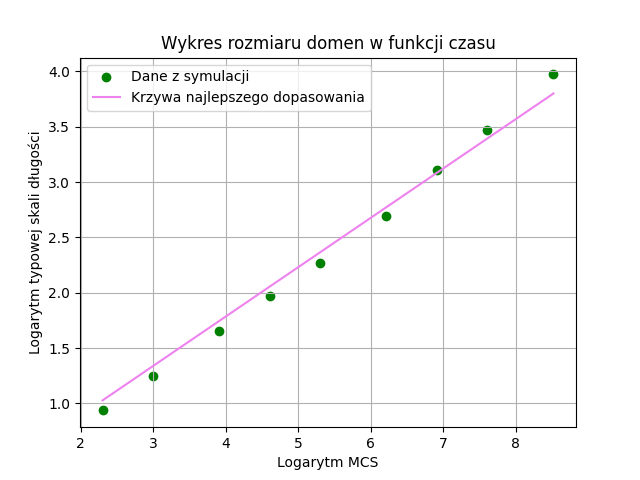 Wykres rozmiaru domen w funkcji czasu
Dane z symulacji
Krzywa najlepszego dopasowania
Logarytm typowej skali długości
4.0
3.5
3.0
2.5
2.0
1.5
1.0
2 3 4 5 6 7 8
Logarytm MCS